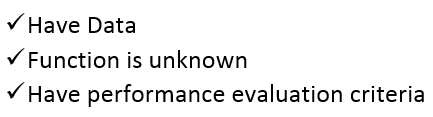 ✓Have Data
✓Function is unknown
✓Have performance evaluation criteria